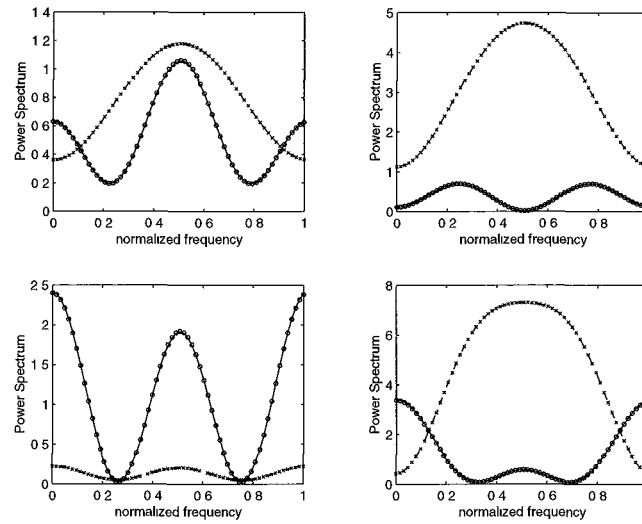 1 4
1 2
1
0 8
0 6
0 4
0 2
0
Power Spectrum
0 0 2 0 4 0 6 0 8 1
normalized frequency
5
4
3
2
1
0
Power Spectrum
0 0 2 0 4 0 6 0 8
normalized frequency
2 5
2
1 5
1
0 5
0
Power Spectrum
0 0 2 0 4 0 6 0 8 1
normalized frequency
8
6
4
2
0
Power Spectrum
0 0 2 0 4 0 6 0 8
normalized frequency